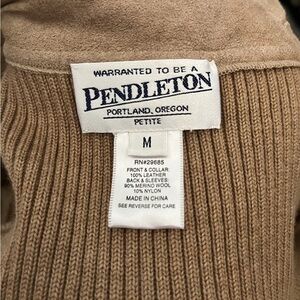 WARRANTED TO BE A
PENDLETON
PORTLAND, OREGON
PETITE
M
RN#29685
FRONT & COLLAR:
100% LEATHER
BACK & SLEEVES:
90% MERINO WOOL
10% NYLON
MADE IN CHINA
SEE REVERSE FOR CARE